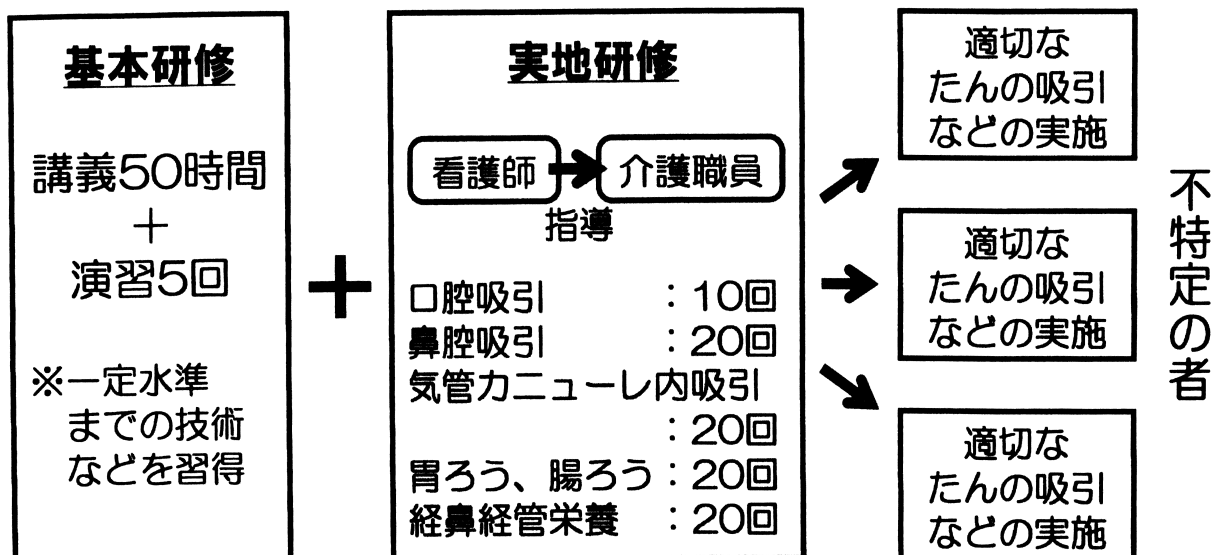 基本研修
講義50時間
+
演習5回
※一定水準
までの技術
などを習得
+
実地研修
看護師
介護職員
指導
口腔吸引　　　：10回
鼻腔吸引　　　：20回
気管カニューレ内吸引
：20回
胃ろう、腸ろう：20回
経鼻経管栄養　：20回
適切な
たんの吸引
などの実施
適切な
たんの吸引
などの実施
適切な
たんの吸引
などの実施
不特定の者